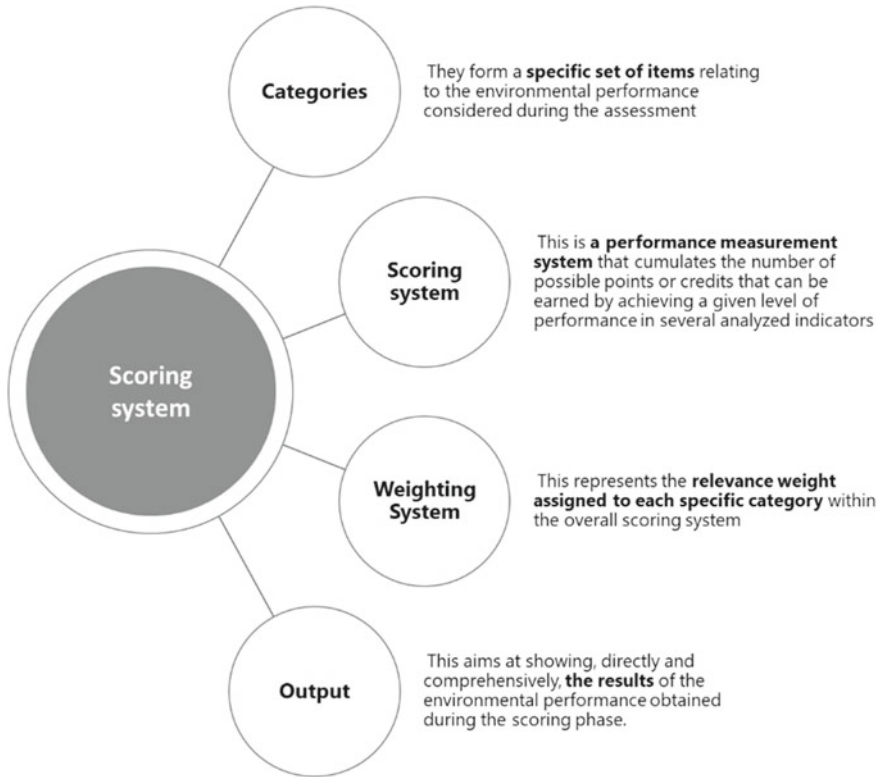 Categories
They form a specific set of items relating
to the environmental performance
considered during the assessment
Scoring
system
This is a performance measurement
system that cumulates the number of
possible points or credits that can be
earned by achieving a given level of
performance in several analyzed indicators
Scoring
system
Weighting
System
This represents the relevance weight
assigned to each specific category within
the overall scoring system
Output
This aims at showing, directly and
comprehensively, the results of the
environmental performance obtained
during the scoring phase.